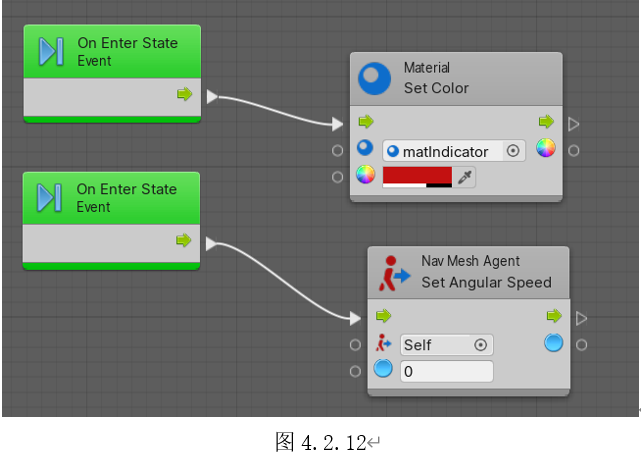 On Enter State
Event
Material
Set Color
matIndicator
On Enter State
Event
Nav Mesh Agent
Set Angular Speed
Self
0
图 4.2.12